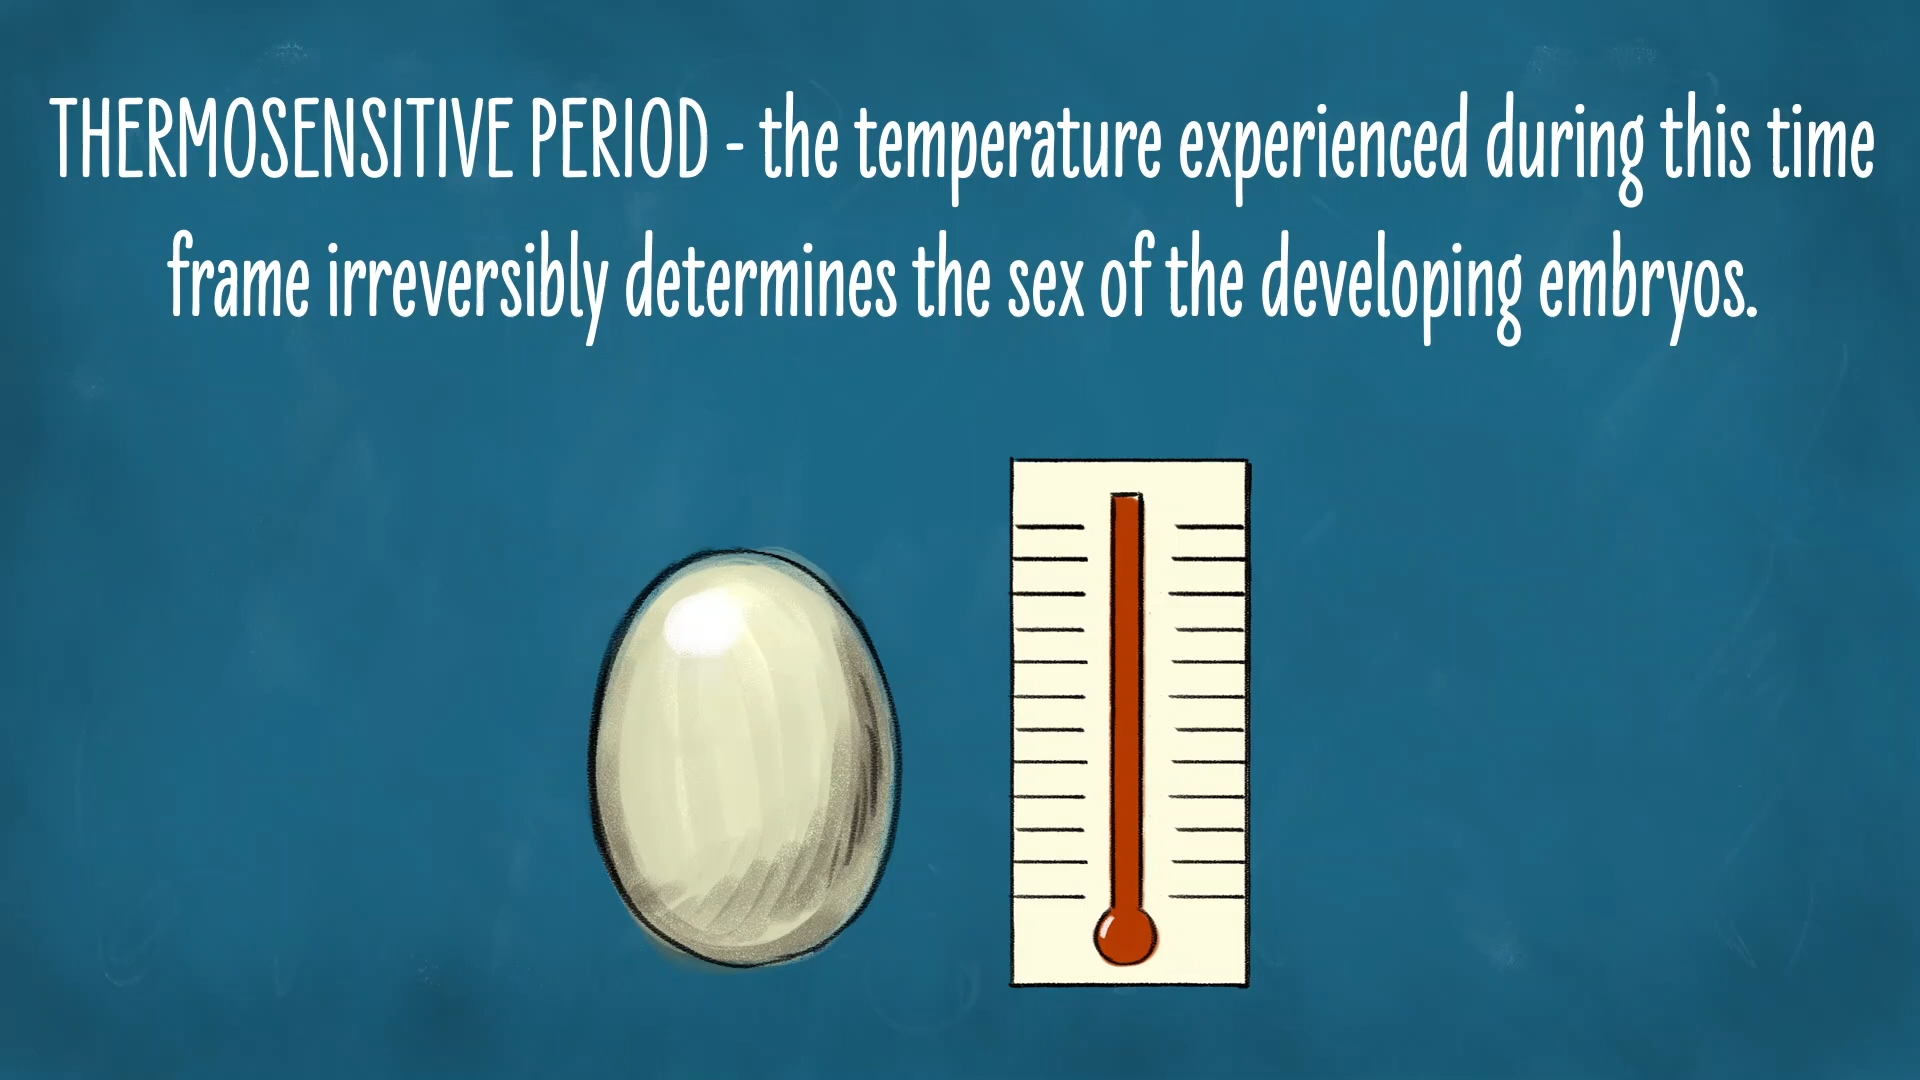 THERMOSENSITIVE PERIOD - the temperature experienced during this time
frame irreversibly determines the sex of the developing embryos.